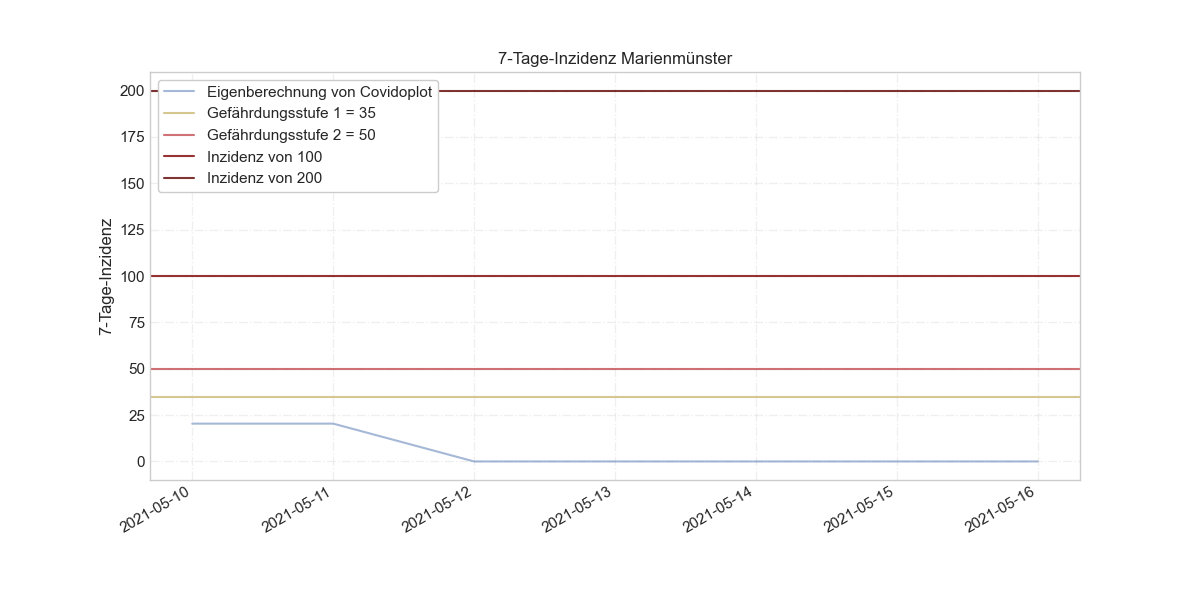 7-Tage-Inzidenz Marienmünster
Eigenberechnung von Covidoplot
Gefährdungsstufe 1 = 35
Gefährdungsstufe 2 = 50
Inzidenz von 100
Inzidenz von 200
7-Tage-Inzidenz
200
175
150
125
100
75
50
25
0
2021-05-10
2021-05-11
2021-05-12
2021-05-13
2021-05-14
2021-05-15
2021-05-16